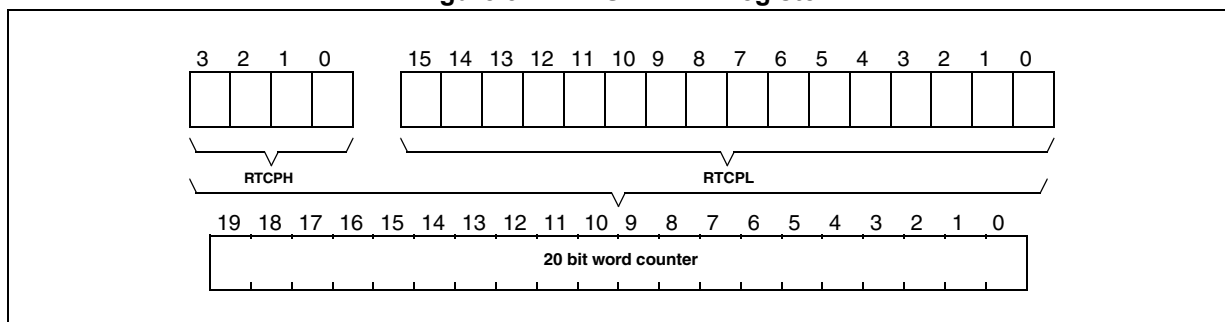 3 2 1 0 15 14 13 12 11 10 9 8 7 6 5 4 3 2 1 0
RTCPH RTCPL
19 18 17 16 15 14 13 12 11 10 9 8 7 6 5 4 3 2 1 0
20 bit word counter